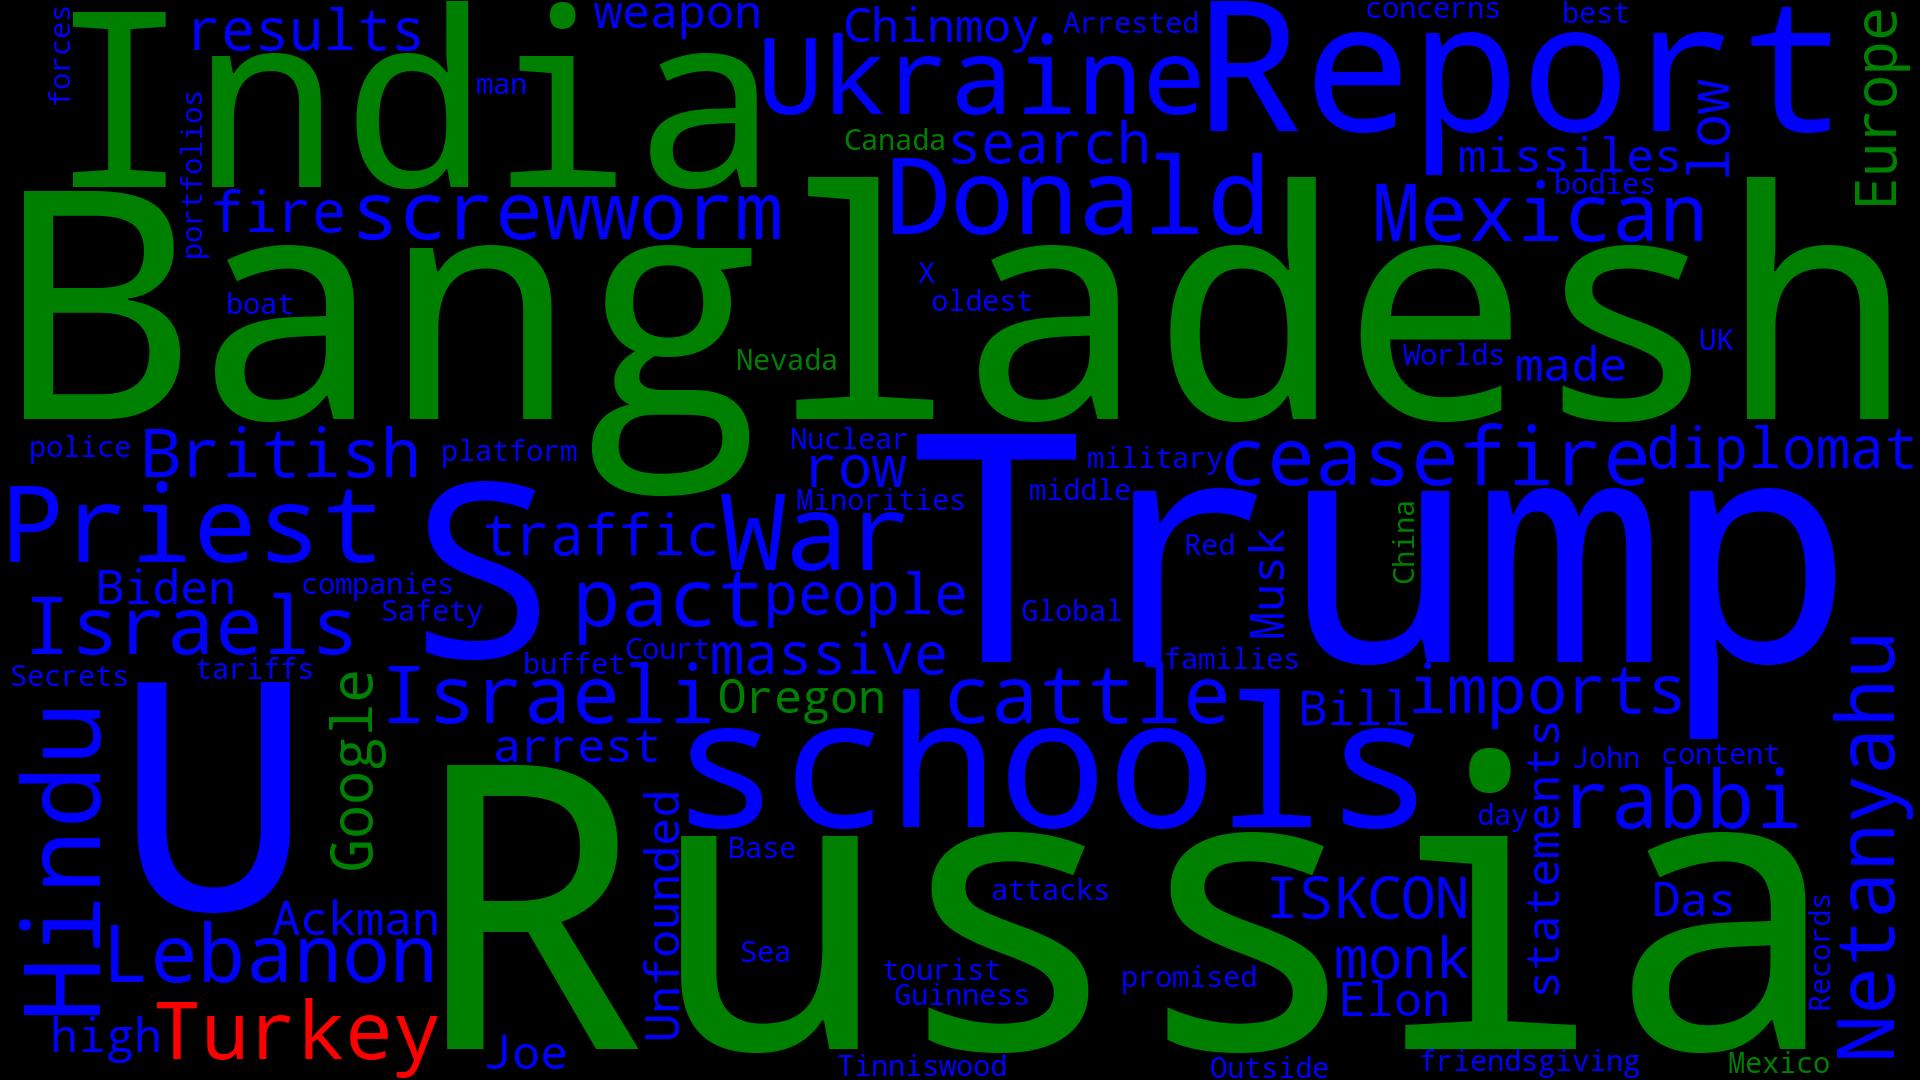 forces
India
results
man
weapon
Chinmoy
Arrested
Ukraine
Report
concerns
best
Europe
low
portfolios
Canada
search
missiles
bodies
fire
screwworm
Donald
Mexican
Bangladesh
boat
X
oldest
Nevada
Worlds
made
UK
police
British
platform
Nuclear
row
Minorities
military
middle
ceasefire
diplomat
Priest
S
traffic
War
Trump
Red
Musk
China
Biden
companies
Safety
pact
people
Global
Israels
Secrets
tariffs
buffet
Court
massive
families
Israeli
Oregon
cattle
Bill
imports
Netanyahu
Hindu
U
Google
arrest
schools
statements
John
content
rabbi
day
Russia
Unfounded
Base
attacks
ISKCON
Das
Records
Ackman
Lebanon
Sea
tourist
Guinness
promised
monk
Elon
high
Turkey
Joe
Tinniswood
Outside
friendsgiving
Mexico